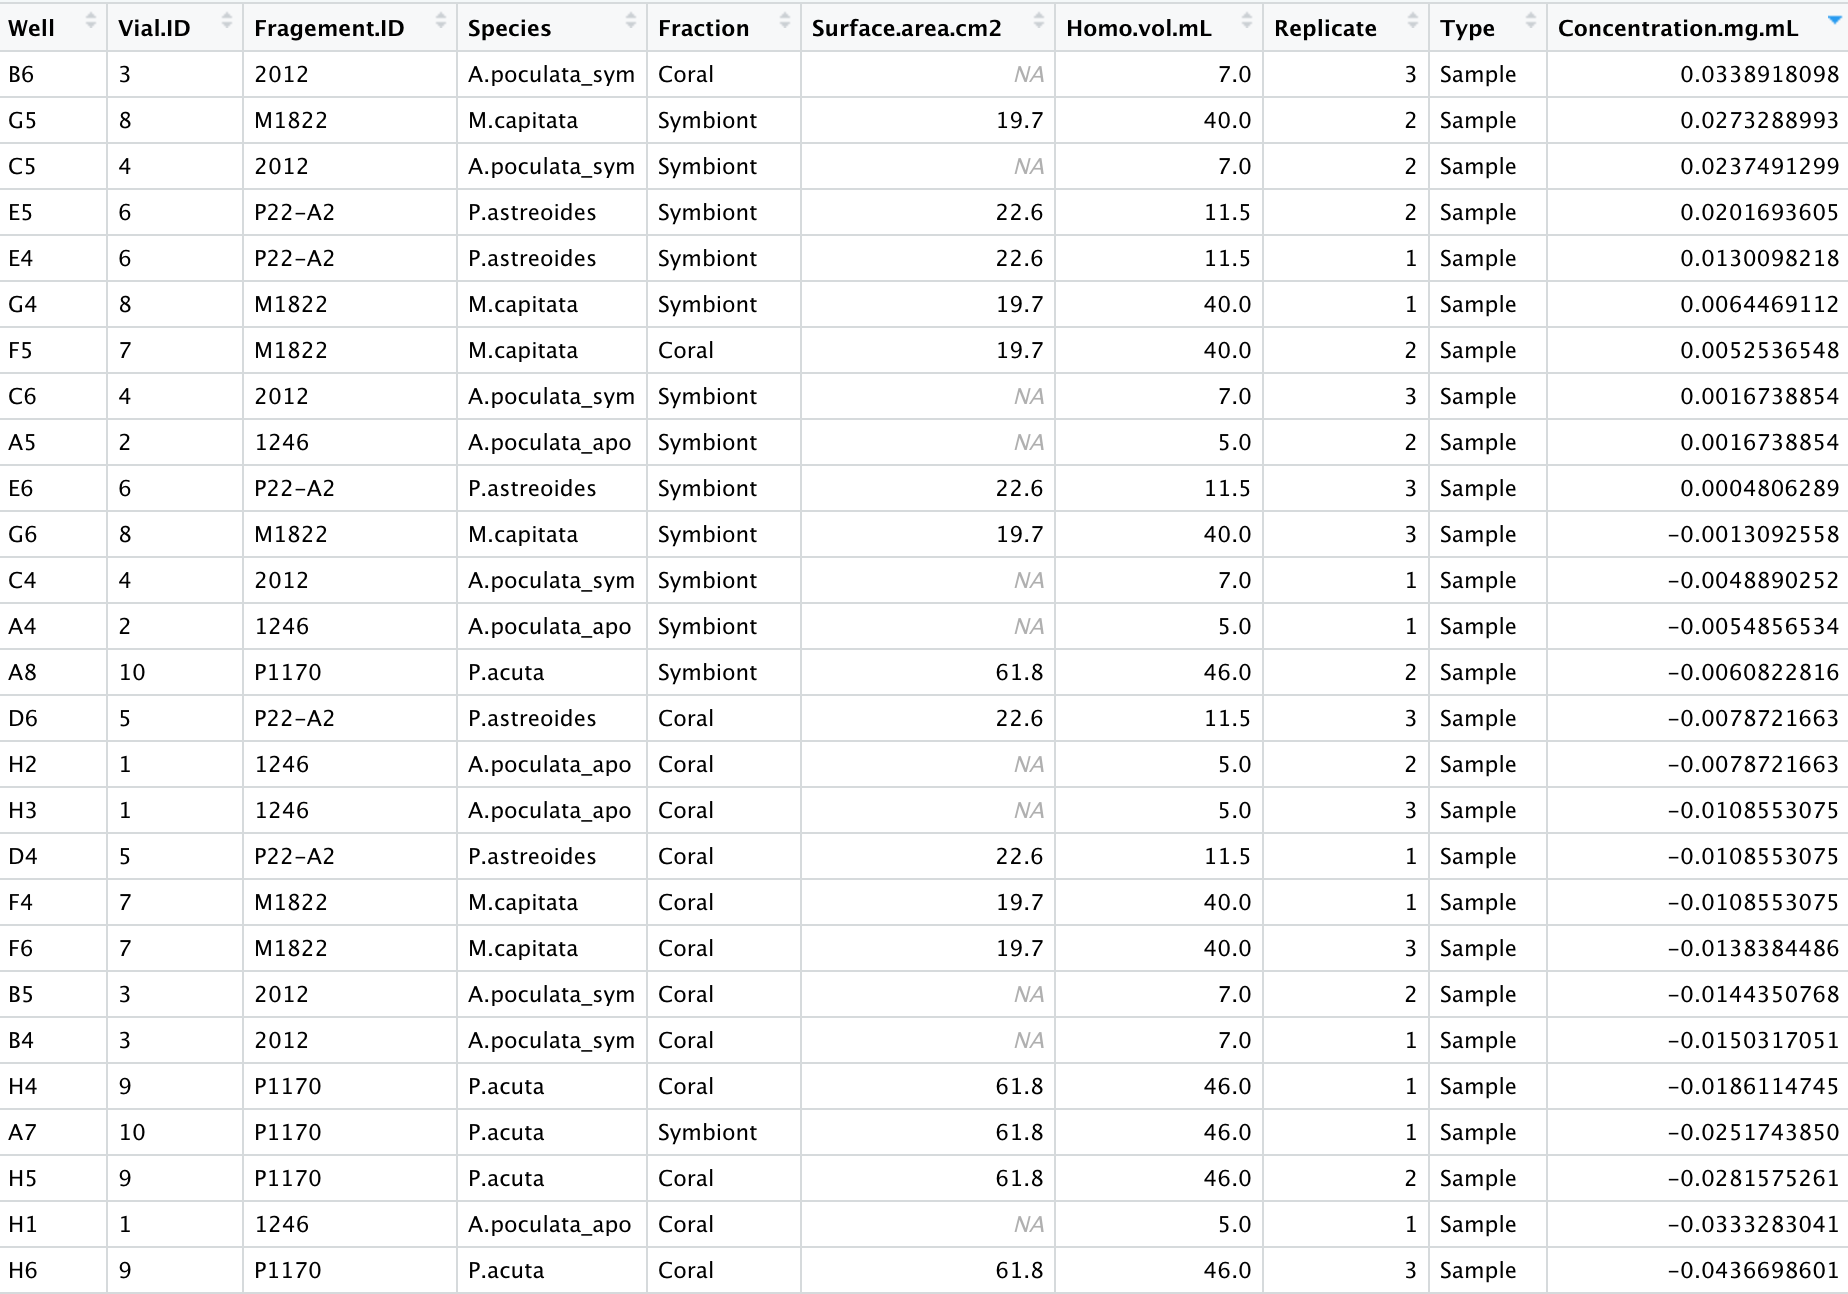 Well Vial.ID Fragement.ID Species Fraction Surface.area.cm2 Homo.vol.mL Replicate Type Concentration.mg.mL
B6 3 2012 A.poculata_sym Coral NA 7.0 3 Sample 0.0338918098
G5 8 M1822 M.capitata Symbiont 19.7 40.0 2 Sample 0.0273288993
C5 4 2012 A.poculata_sym Symbiont NA 7.0 2 Sample 0.0237491299
E5 6 P22-A2 P.astreoides Symbiont 22.6 11.5 2 Sample 0.0201693605
E4 6 P22-A2 P.astreoides Symbiont 22.6 11.5 1 Sample 0.0130098218
G4 8 M1822 M.capitata Symbiont 19.7 40.0 1 Sample 0.0064469112
F5 7 M1822 M.capitata Coral 19.7 40.0 2 Sample 0.0052536548
C6 4 2012 A.poculata_sym Symbiont NA 7.0 3 Sample 0.0016738854
A5 2 1246 A.poculata_apo Symbiont NA 5.0 2 Sample 0.0016738854
E6 6 P22-A2 P.astreoides Symbiont 22.6 11.5 3 Sample 0.0004806289
G6 8 M1822 M.capitata Symbiont 19.7 40.0 3 Sample -0.0013092558
C4 4 2012 A.poculata_sym Symbiont NA 7.0 1 Sample -0.0048890252
A4 2 1246 A.poculata_apo Symbiont NA 5.0 1 Sample -0.0054856534
A8 10 P1170 P.acuta Symbiont 61.8 46.0 2 Sample -0.0060822816
D6 5 P22-A2 P.astreoides Coral 22.6 11.5 3 Sample -0.0078721663
H2 1 1246 A.poculata_apo Coral NA 5.0 2 Sample -0.0078721663
H3 1 1246 A.poculata_apo Coral NA 5.0 3 Sample -0.0108553075
D4 5 P22-A2 P.astreoides Coral 22.6 11.5 1 Sample -0.0108553075
F4 7 M1822 M.capitata Coral 19.7 40.0 1 Sample -0.0108553075
F6 7 M1822 M.capitata Coral 19.7 40.0 3 Sample -0.0138384486
B5 3 2012 A.poculata_sym Coral NA 7.0 2 Sample -0.0144350768
B4 3 2012 A.poculata_sym Coral NA 7.0 1 Sample -0.0150317051
H4 9 P1170 P.acuta Coral 61.8 46.0 1 Sample -0.0186114745
A7 10 P1170 P.acuta Symbiont 61.8 46.0 1 Sample -0.0251743850
H5 9 P1170 P.acuta Coral 61.8 46.0 2 Sample -0.0281575261
H1 1 1246 A.poculata_apo Coral NA 5.0 1 Sample -0.0333283041
H6 9 P1170 P.acuta Coral 61.8 46.0 3 Sample -0.0436698601